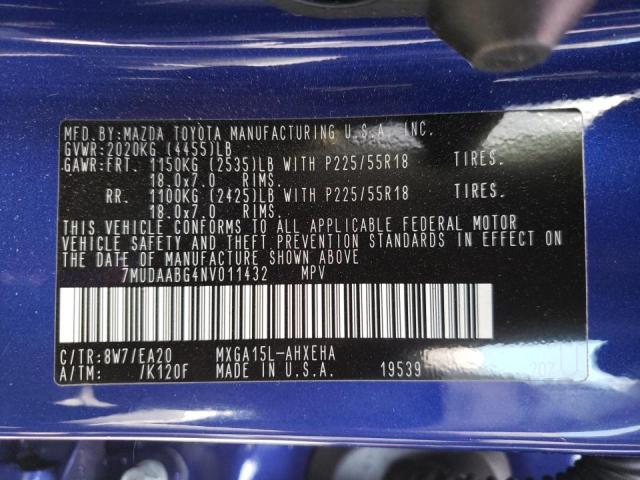 MFD.BY:MAZDA TOYOTA MANUFACTURING U.S.A. INC.
GVWR:2020KG (4455)LB
GAWR:FRT. 1150KG (2535)LB WITH P225/55R18 TIRES.
18.0x7.0 RIMS.
RR. 1100KG (2425)LB WITH P225/55R18 TIRES.
18.0x7.0 RIMS.
THIS VEHICLE CONFORMS TO ALL APPLICABLE FEDERAL MOTOR
VEHICLE SAFETY AND THEFT PREVENTION STANDARDS IN EFFECT ON
THE DATE OF MANUFACTURE SHOWN ABOVE
7MUDAABG4NV011432 MPV
C/TR:8W7/EA20 MXGA15L-AHXEHA
A/TM: /K120F MADE IN U.S.A. 19539